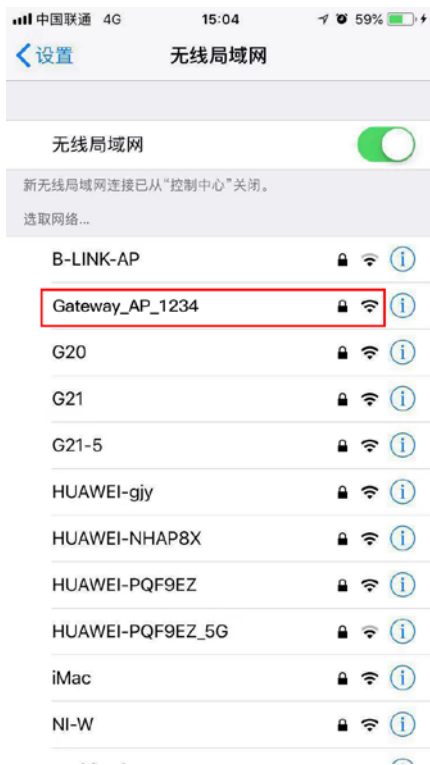 中国联通 4G 15:04 59%
设置 无线局域网
无线局域网
新无线局域网连接已从“控制中心”关闭。
选取网络...
B-LINK-AP
Gateway_AP_1234
G20
G21
G21-5
HUAWEI-gjy
HUAWEI-NHAP8X
HUAWEI-PQF9EZ
HUAWEI-PQF9EZ_5G
iMac
NI-W